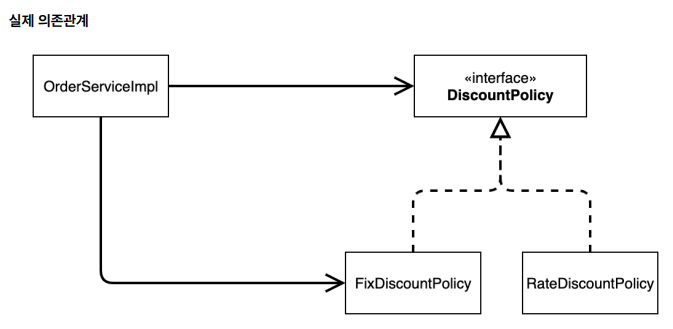 실제 의존관계
OrderServiceImpl
«interface»
DiscountPolicy
FixDiscountPolicy
RateDiscountPolicy